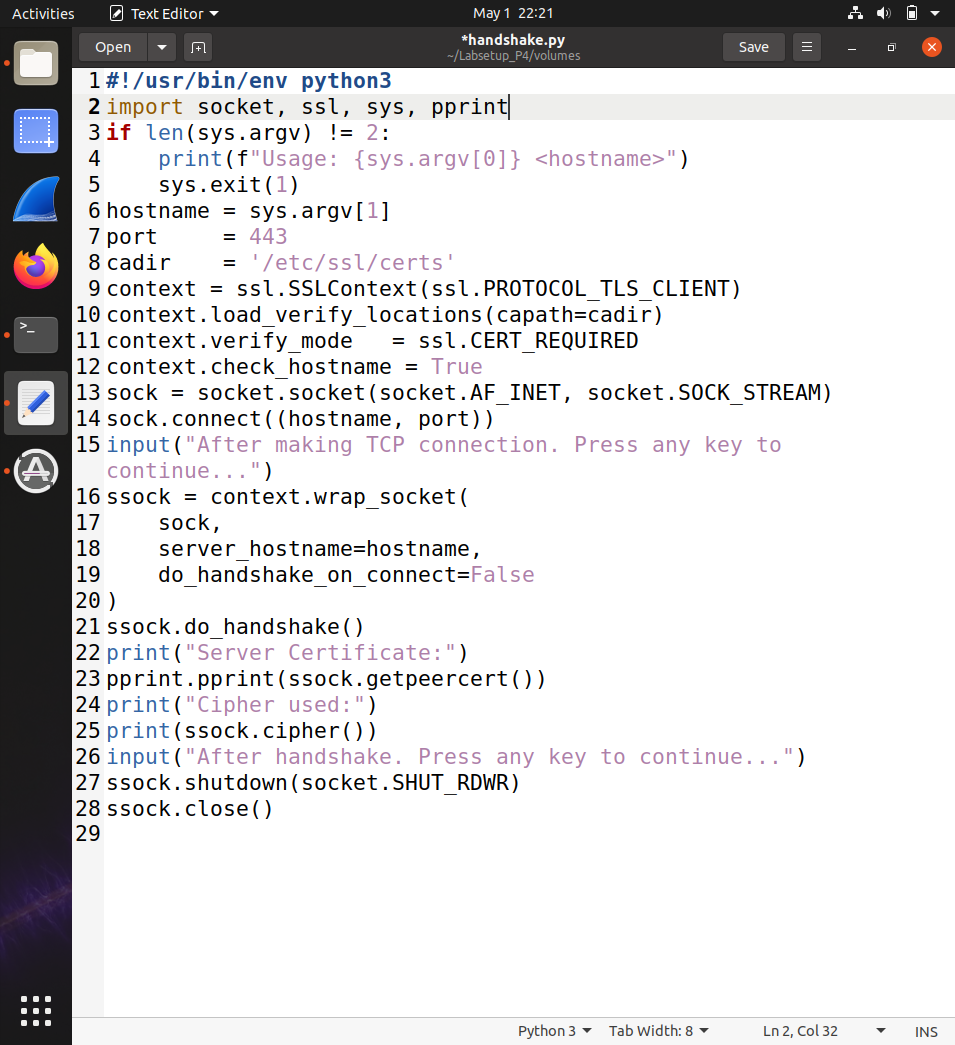 Activities Text Editor May 1 22:21
Open *handshake.py Save
~/Labsetup_P4/volumes
1 #!/usr/bin/env python3
2 import socket, ssl, sys, pprint
3 if len(sys.argv) != 2:
4     print(f"Usage: {sys.argv[0]} <hostname>")
5     sys.exit(1)
6 hostname = sys.argv[1]
7 port     = 443
8 cadir    = '/etc/ssl/certs'
9 context = ssl.SSLContext(ssl.PROTOCOL_TLS_CLIENT)
10 context.load_verify_locations(capath=cadir)
11 context.verify_mode   = ssl.CERT_REQUIRED
12 context.check_hostname = True
13 sock = socket.socket(socket.AF_INET, socket.SOCK_STREAM)
14 sock.connect((hostname, port))
15 input("After making TCP connection. Press any key to
continue...")
16 ssock = context.wrap_socket(
17     sock,
18     server_hostname=hostname,
19     do_handshake_on_connect=False
20 )
21 ssock.do_handshake()
22 print("Server Certificate:")
23 pprint.pprint(ssock.getpeercert())
24 print("Cipher used:")
25 print(ssock.cipher())
26 input("After handshake. Press any key to continue...")
27 ssock.shutdown(socket.SHUT_RDWR)
28 ssock.close()
29
Python 3 Tab Width: 8 Ln 2, Col 32 INS